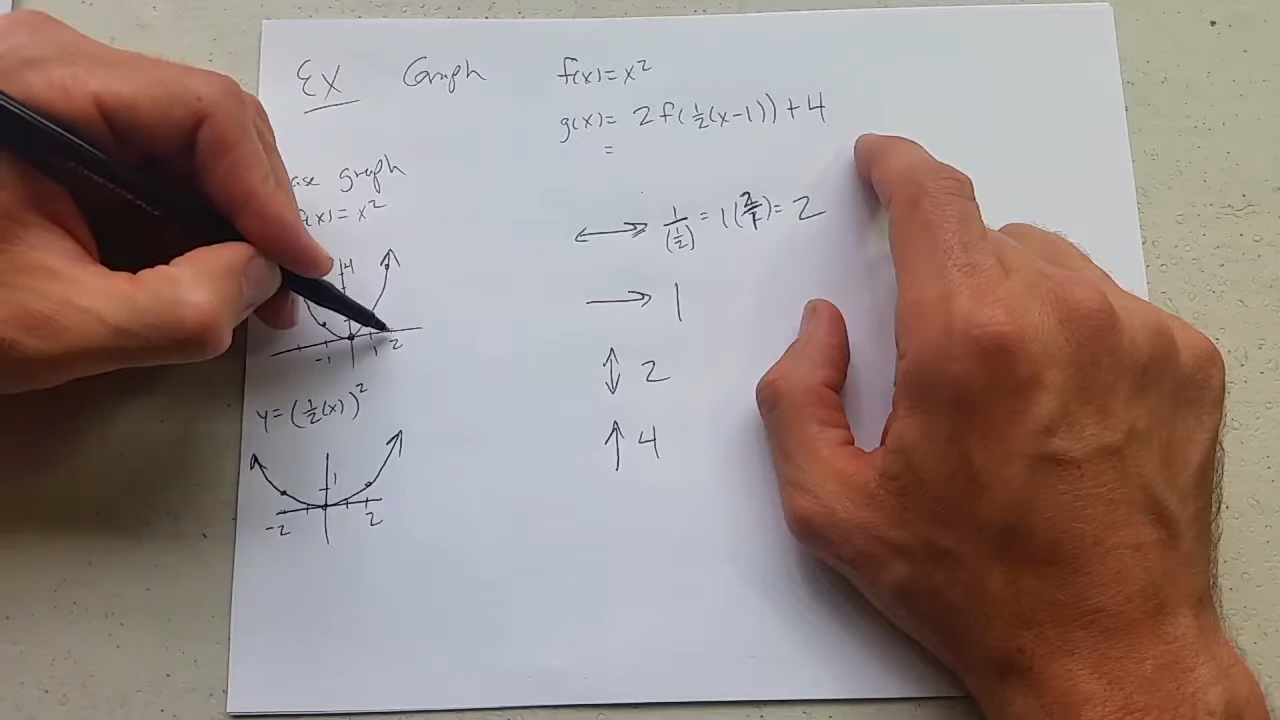 Ex Graph f(x)=x²
g(x)= 2f(½(x-1))+4
=
graph
f(x)=x²
4
-1 1 2
y=(½(x))²
1
-2 2
↔ 1/(½) = 1(2/1)= 2
→ 1
↕ 2
↑ 4